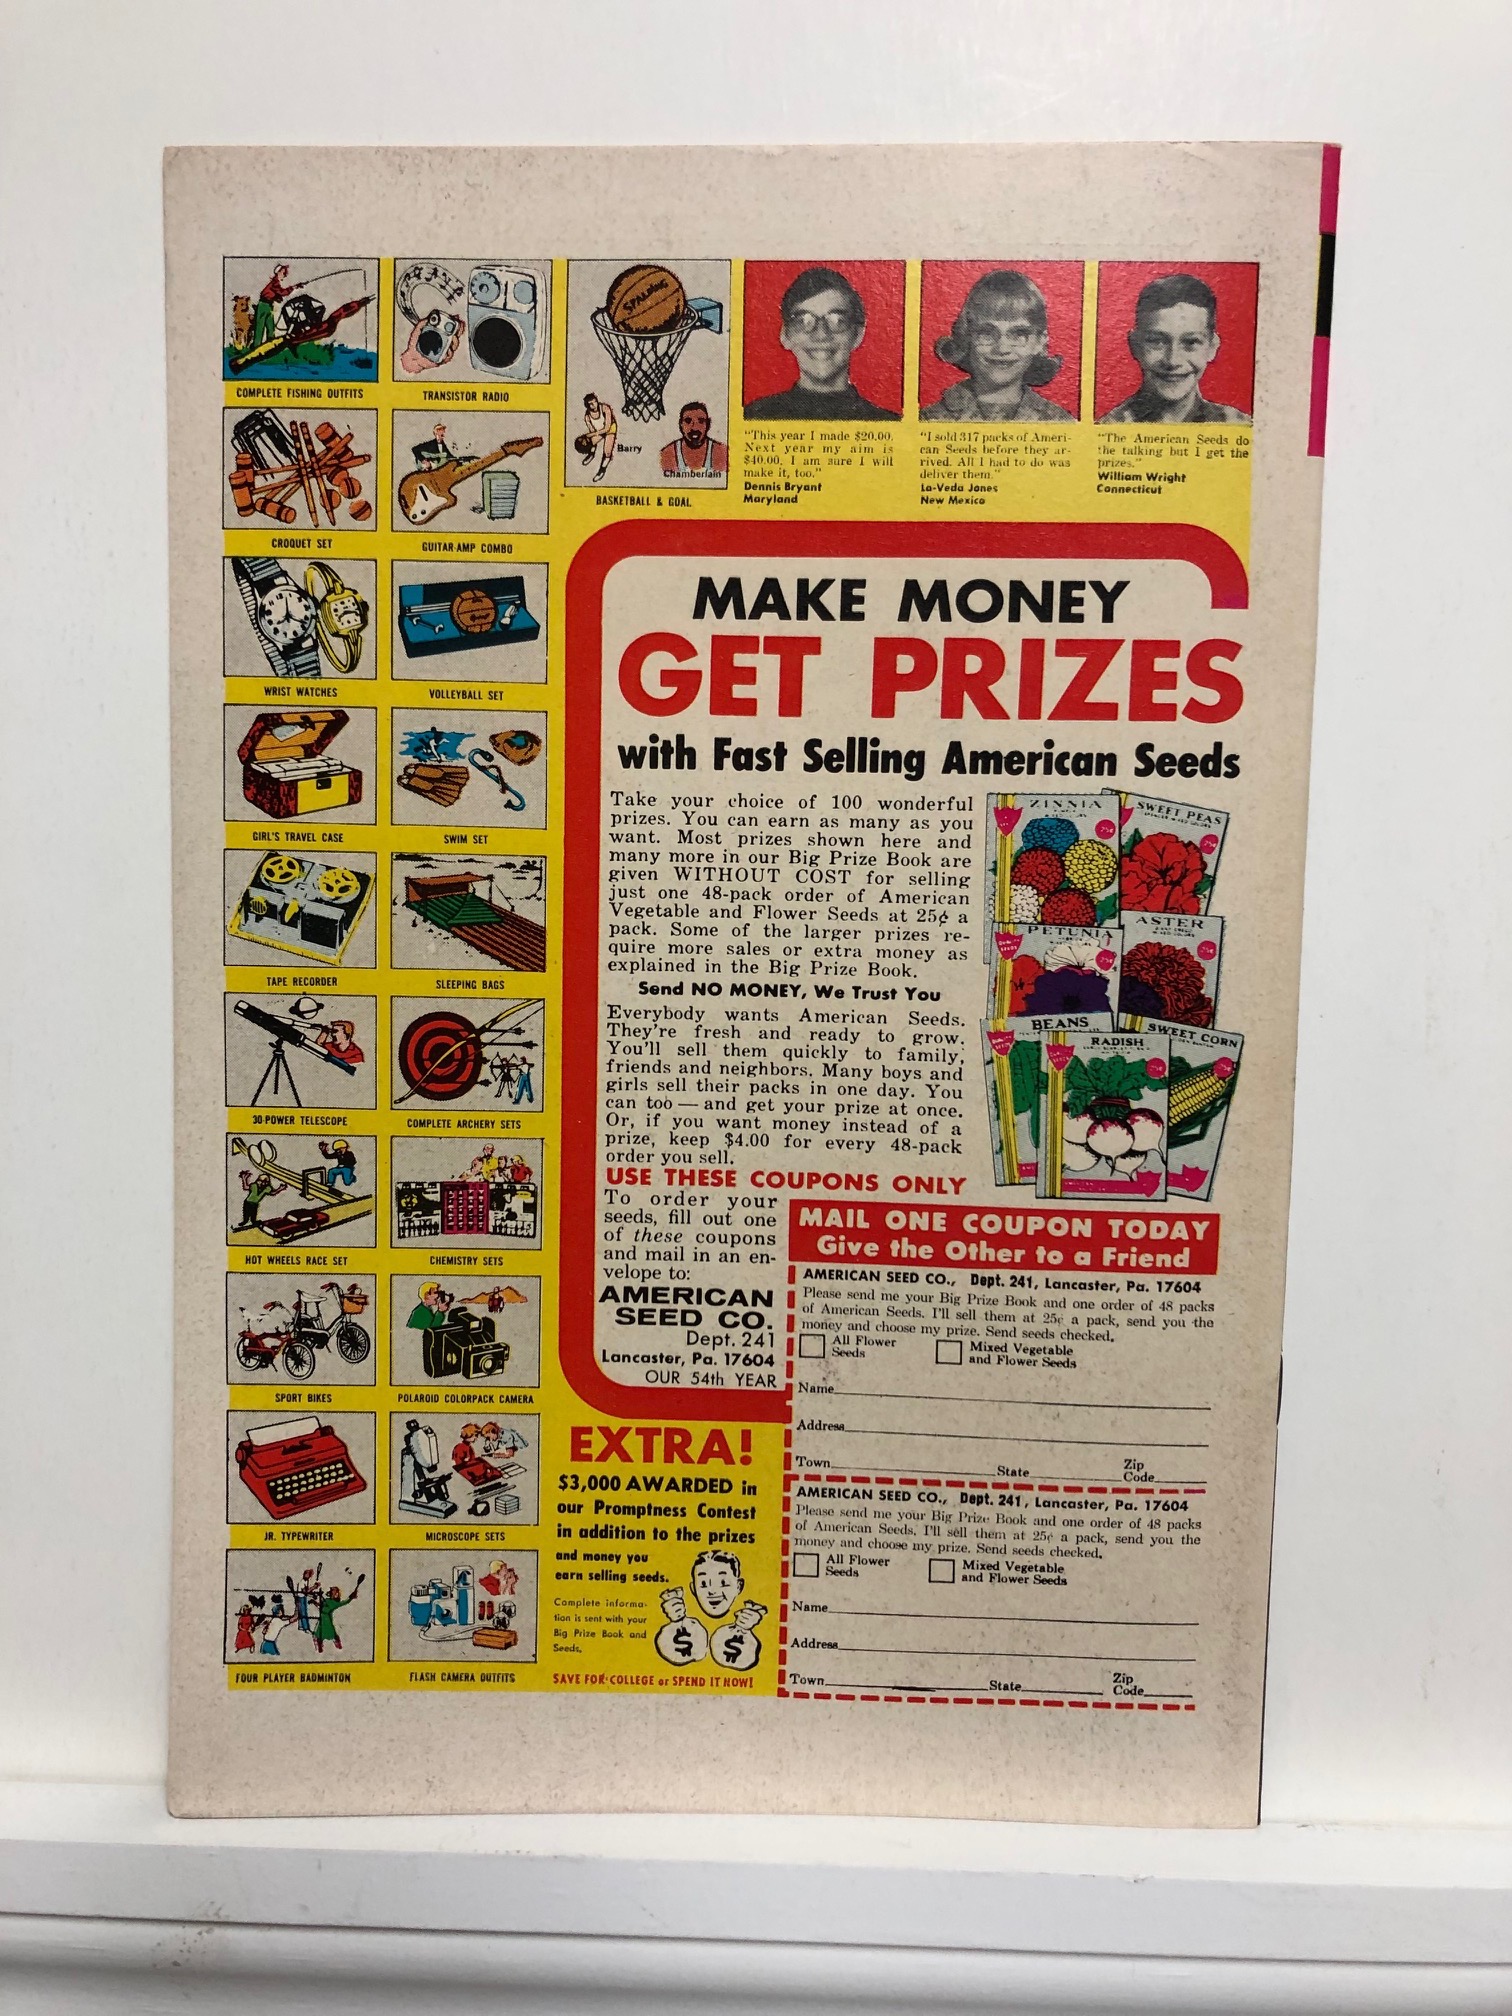 COMPLETE FISHING OUTFITS
TRANSISTOR RADIO
CROQUET SET
GUITAR-AMP COMBO
WRIST WATCHES
VOLLEYBALL SET
GIRL'S TRAVEL CASE
SWIM SET
TAPE RECORDER
SLEEPING BAGS
30-POWER TELESCOPE
COMPLETE ARCHERY SETS
HOT WHEELS RACE SET
CHEMISTRY SETS
SPORT BIKES
POLAROID COLORPACK CAMERA
JR. TYPEWRITER
MICROSCOPE SETS
FOUR PLAYER BADMINTON
FLASH CAMERA OUTFITS
SPALDING
Barry
Chamberlain
BASKETBALL & GOAL
"This year I made $20.00.
Next year my aim is
$40.00. I am sure I will
make it, too."
Dennis Bryant
Maryland
"I sold 317 packs of Ameri-
can Seeds before they ar-
rived. All I had to do was
deliver them."
La-Veda Jones
New Mexico
"The American Seeds do
the talking but I get the
prizes."
William Wright
Connecticut
MAKE MONEY
GET PRIZES
with Fast Selling American Seeds
Take your choice of 100 wonderful
prizes. You can earn as many as you
want. Most prizes shown here and
many more in our Big Prize Book are
given WITHOUT COST for selling
just one 48-pack order of American
Vegetable and Flower Seeds at 25¢ a
pack. Some of the larger prizes re-
quire more sales or extra money as
explained in the Big Prize Book.
Send NO MONEY, We Trust You
Everybody wants American Seeds.
They're fresh and ready to grow.
You'll sell them quickly to family,
friends and neighbors. Many boys and
girls sell their packs in one day. You
can too — and get your prize at once.
Or, if you want money instead of a
prize, keep $4.00 for every 48-pack
order you sell.
ZINNIA
25¢
SWEET PEAS
25¢
PETUNIA
25¢
ASTER
25¢
BEANS
RADISH
25¢
SWEET CORN
25¢
USE THESE COUPONS ONLY
To order your
seeds, fill out one
of these coupons
and mail in an en-
velope to:
AMERICAN
SEED CO.
Dept. 241
Lancaster, Pa. 17604
OUR 54th YEAR
EXTRA!
$3,000 AWARDED in
our Promptness Contest
in addition to the prizes
and money you
earn selling seeds.
Complete informa-
tion is sent with your
Big Prize Book and
Seeds.
$ $
SAVE FOR COLLEGE or SPEND IT NOW!
MAIL ONE COUPON TODAY
Give the Other to a Friend
AMERICAN SEED CO., Dept. 241, Lancaster, Pa. 17604
Please send me your Big Prize Book and one order of 48 packs
of American Seeds. I'll sell them at 25¢ a pack, send you the
money and choose my prize. Send seeds checked.
All Flower
Seeds
Mixed Vegetable
and Flower Seeds
Name
Address
Town State Zip
Code
AMERICAN SEED CO., Dept. 241, Lancaster, Pa. 17604
Please send me your Big Prize Book and one order of 48 packs
of American Seeds. I'll sell them at 25¢ a pack, send you the
money and choose my prize. Send seeds checked.
All Flower
Seeds
Mixed Vegetable
and Flower Seeds
Name
Address
Town State Zip
Code